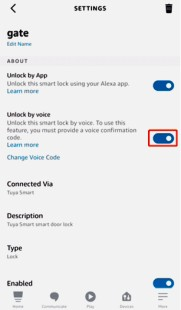 SETTINGS
gate
Edit Name
ABOUT
Unlock by App
Unlock this smart lock using your Alexa app.
Learn more
Unlock by voice
Unlock this smart lock by voice. To use this
feature, you must provide a voice confirmation
code.
Learn more
Change Voice Code
Connected Via
Tuya Smart
Description
Tuya Smart smart door lock
Type
Lock
Enabled
Home
Communicate
Play
Devices
More